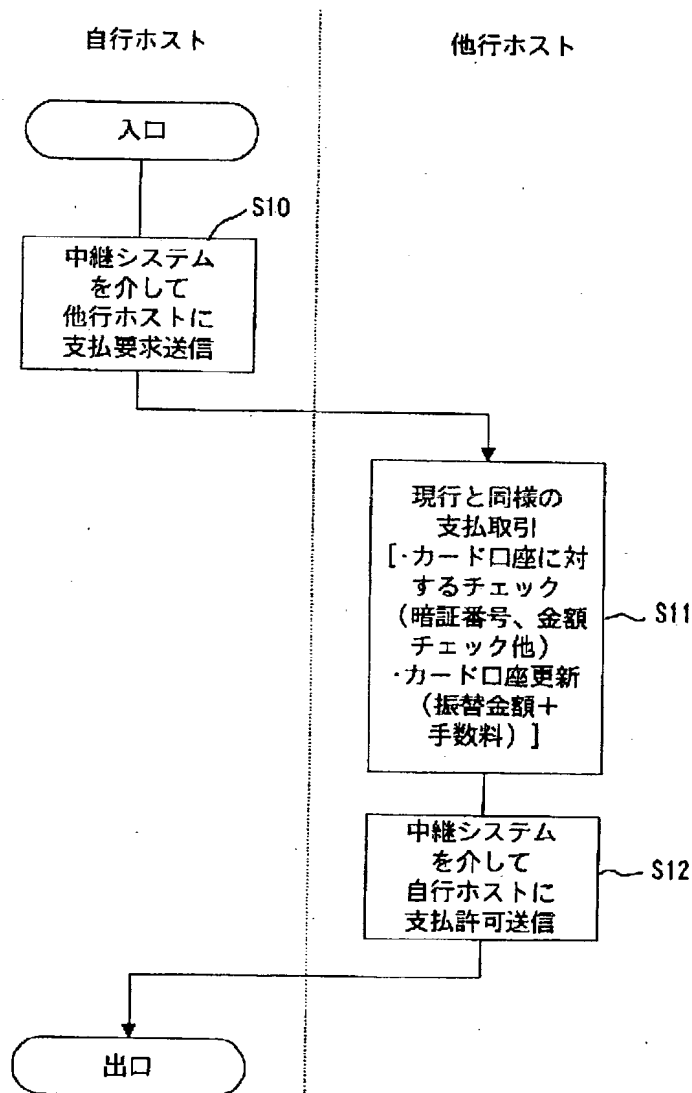 自行ホスト
他行ホスト
入口
S10
中継システム
を介して
他行ホストに
支払要求送信
現行と同様の
支払取引
[・カード口座に対
するチェック
(暗証番号、金額
チェック他)
・カード口座更新
(振替金額+
手数料)]
S11
中継システム
を介して
自行ホストに
支払許可送信
S12
出口